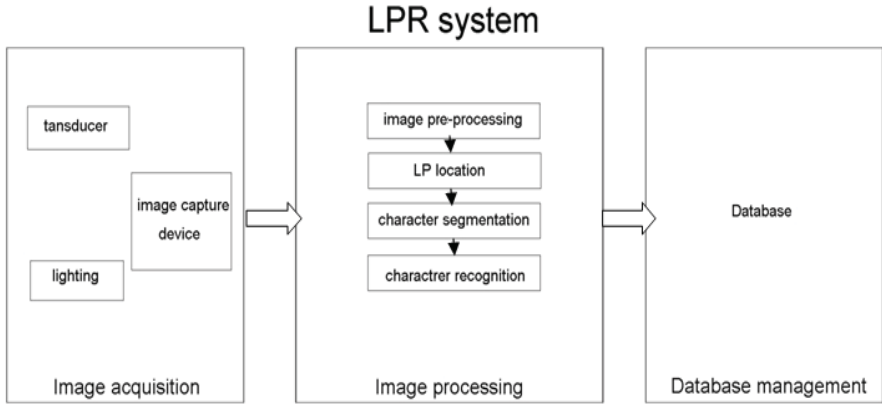 LPR system
tansducer
image capture
device
lighting
Image acquisition
image pre-processing
LP location
character segmentation
charactrer recognition
Image processing
Database
Database management